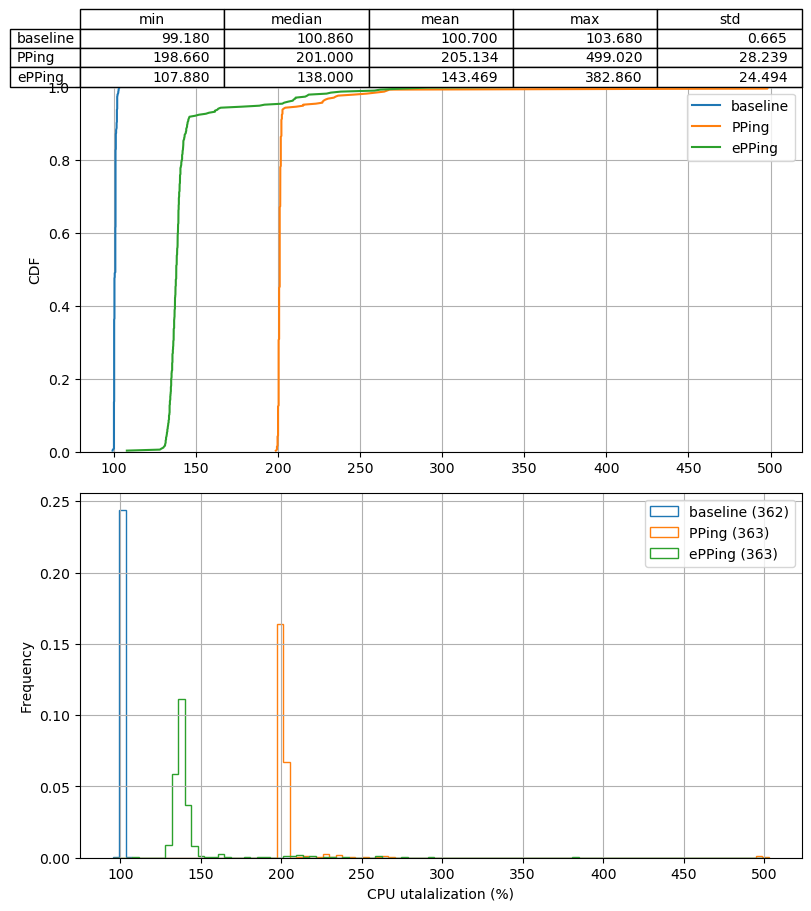 min median mean max std
baseline 99.180 100.860 100.700 103.680 0.665
PPing 198.660 201.000 205.134 499.020 28.239
ePPing 107.880 138.000 143.469 382.860 24.494
1.0
0.8
0.6
0.4
0.2
0.0
CDF
baseline
PPing
ePPing
100 150 200 250 300 350 400 450 500
0.25
0.20
0.15
0.10
0.05
0.00
Frequency
baseline (362)
PPing (363)
ePPing (363)
100 150 200 250 300 350 400 450 500
CPU utalalization (%)